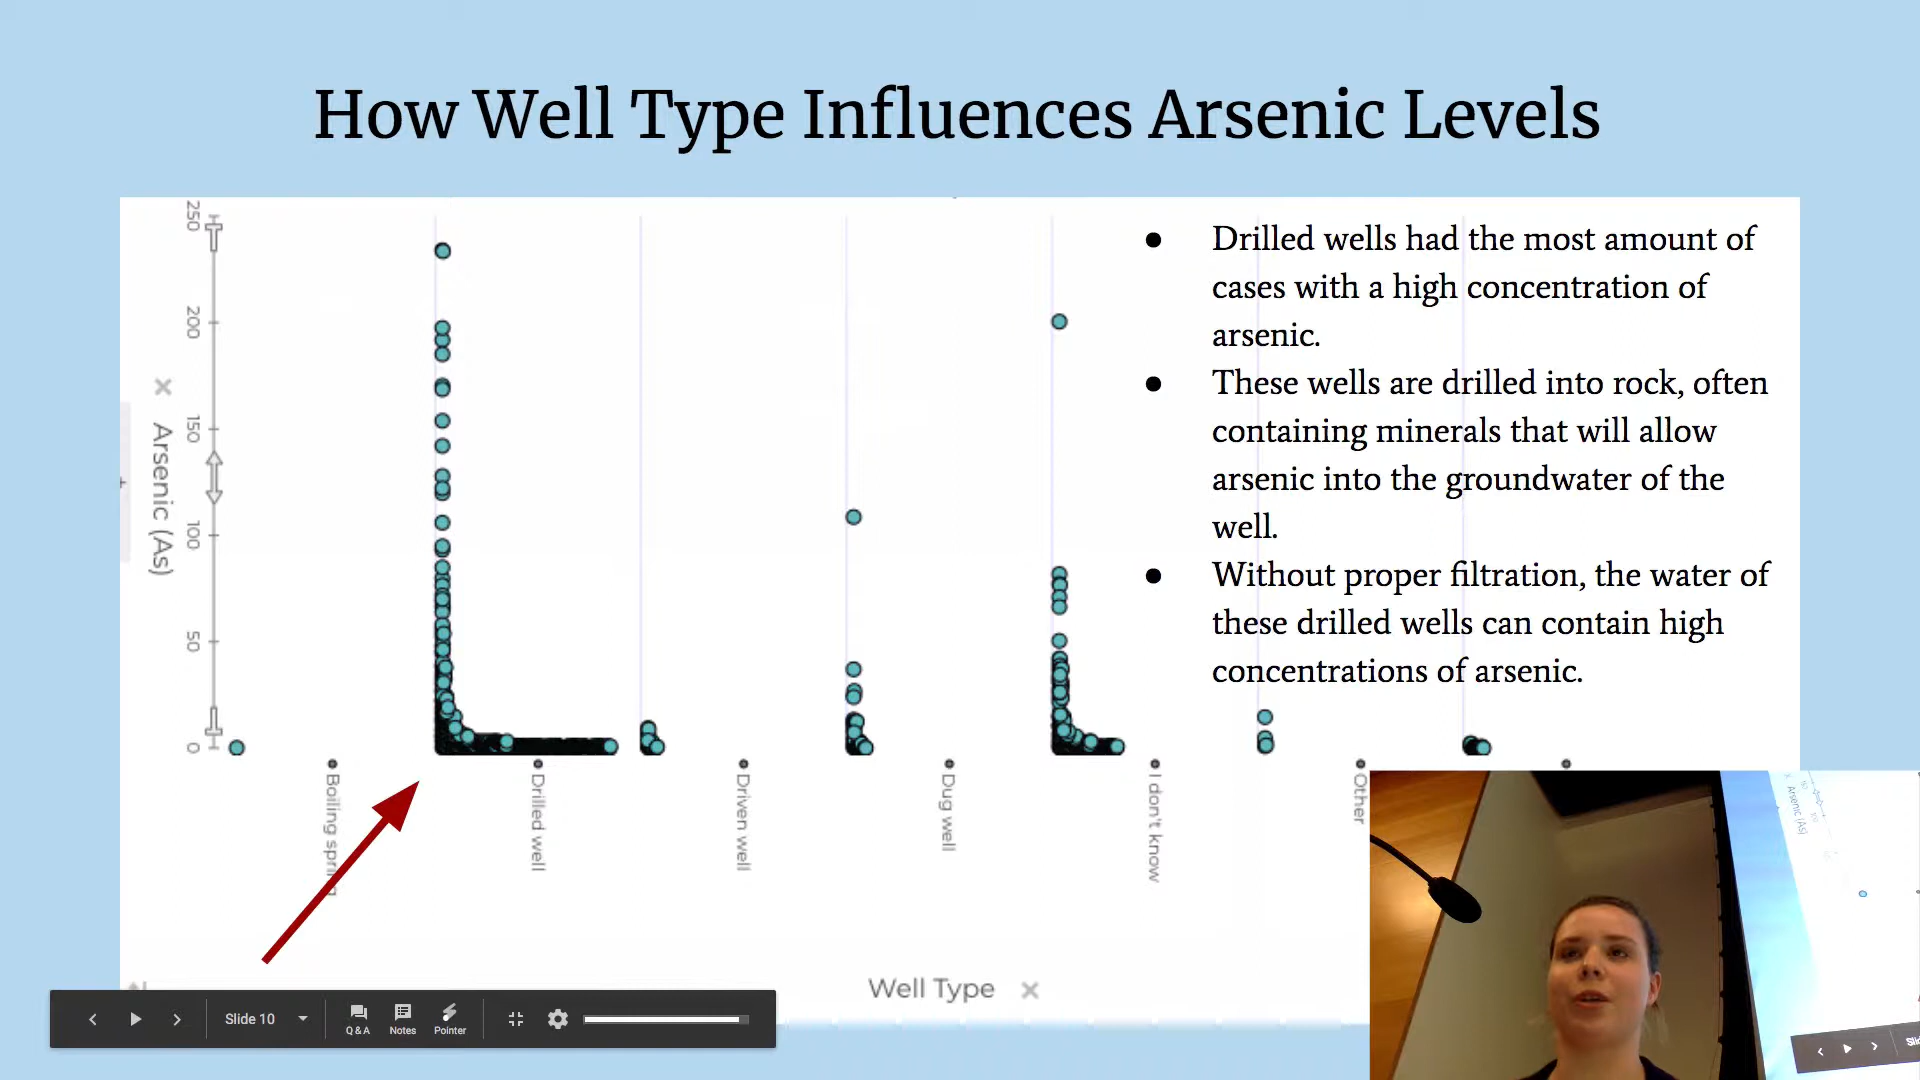 How Well Type Influences Arsenic Levels
250
200
150
100
50
0
Arsenic (As)
Drilled wells had the most amount of
cases with a high concentration of
arsenic.
These wells are drilled into rock, often
containing minerals that will allow
arsenic into the groundwater of the
well.
Without proper filtration, the water of
these drilled wells can contain high
concentrations of arsenic.
Boiling spring
Drilled well
Driven well
Dug well
I don't know
Other
Well Type
Slide 10
Q & A
Notes
Pointer
Arsenic (As)